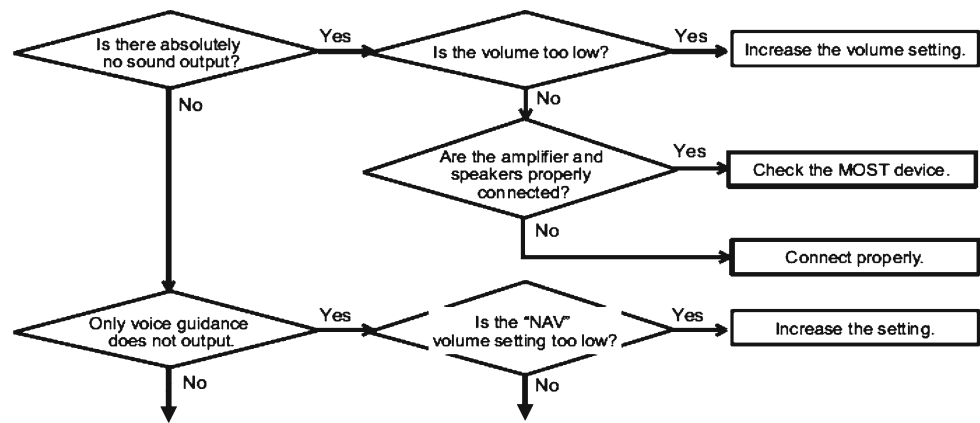 Is there absolutely
no sound output?
Yes
Is the volume too low?
Yes
Increase the volume setting.
No
No
Are the amplifier and
speakers properly
connected?
Yes
Check the MOST device.
No
Connect properly.
Only voice guidance
does not output.
Yes
Is the “NAV”
volume setting too low?
Yes
Increase the setting.
No
No